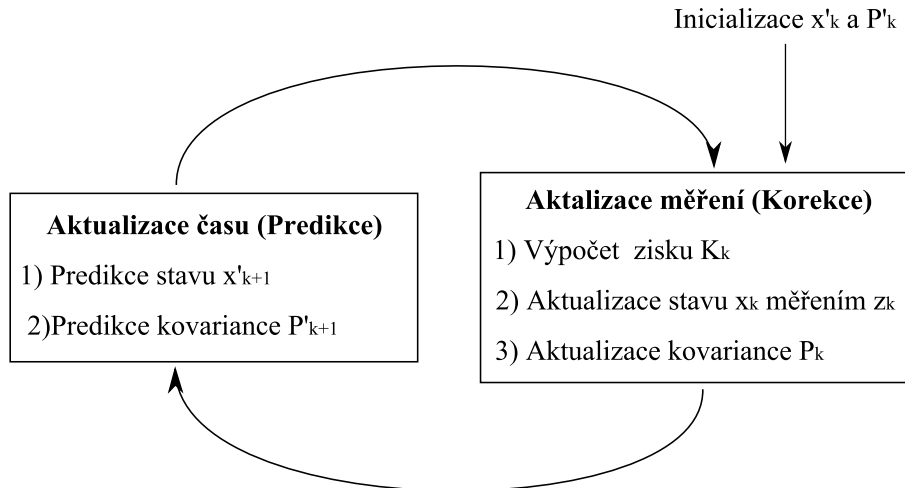 Inicializace x'k a P'k
Aktualizace času (Predikce)
1) Predikce stavu x'k+1
2)Predikce kovariance P'k+1
Aktalizace měření (Korekce)
1) Výpočet zisku Kk
2) Aktualizace stavu xk měřením zk
3) Aktualizace kovariance Pk